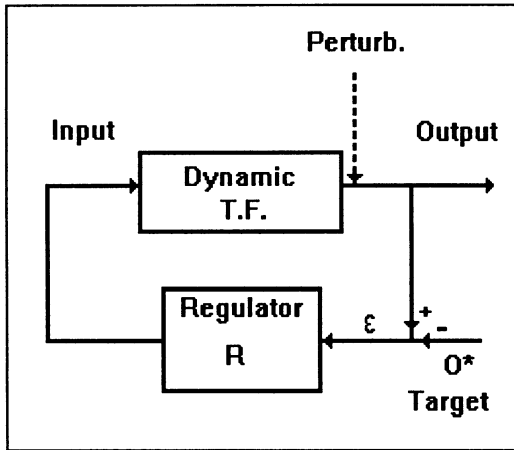 Perturb.
Input
Output
Dynamic
T.F.
Regulator
R
ε
+
-
O*
Target